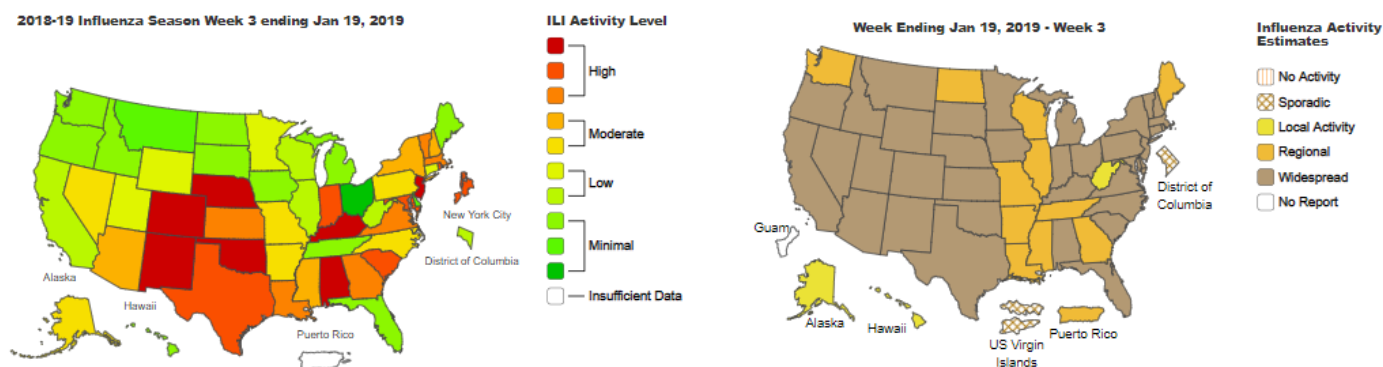 2018-19 Influenza Season Week 3 ending Jan 19, 2019
ILI Activity Level
High
Moderate
Low
Minimal
Insufficient Data
New York City
District of Columbia
Alaska
Hawaii
Puerto Rico
Week Ending Jan 19, 2019 - Week 3
Influenza Activity
Estimates
No Activity
Sporadic
Local Activity
Regional
Widespread
No Report
District of
Columbia
Guam
Alaska
Hawaii
US Virgin
Islands
Puerto Rico